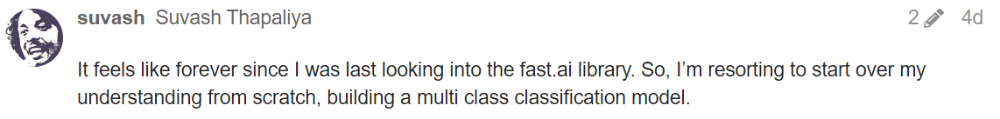 suvash Suvash Thapaliya 2 4d
It feels like forever since I was last looking into the fast.ai library. So, I’m resorting to start over my
understanding from scratch, building a multi class classification model.